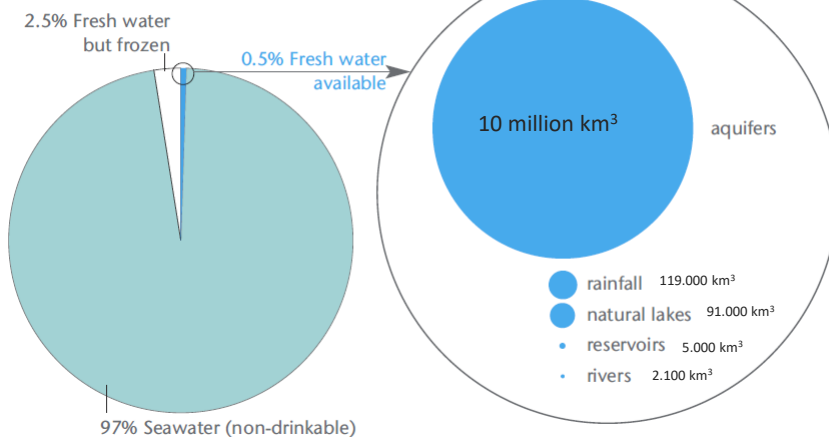 2.5% Fresh water
but frozen
0.5% Fresh water
available
97% Seawater (non-drinkable)
10 million km³
aquifers
rainfall 119.000 km³
natural lakes 91.000 km³
reservoirs 5.000 km³
rivers 2.100 km³